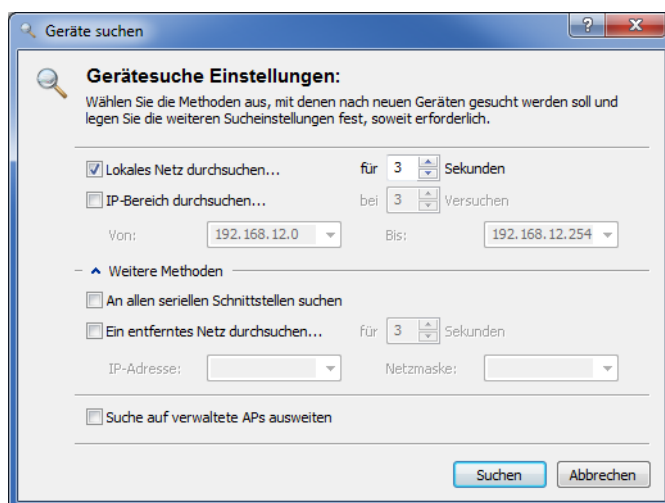 Geräte suchen
Gerätesuche Einstellungen:
Wählen Sie die Methoden aus, mit denen nach neuen Geräten gesucht werden soll und
legen Sie die weiteren Sucheinstellungen fest, soweit erforderlich.
Lokales Netz durchsuchen... für 3 Sekunden
IP-Bereich durchsuchen... bei 3 Versuchen
Von: 192.168.12.0 Bis: 192.168.12.254
Weitere Methoden
An allen seriellen Schnittstellen suchen
Ein entferntes Netz durchsuchen... für 3 Sekunden
IP-Adresse: Netzmaske:
Suche auf verwaltete APs ausweiten
Suchen Abbrechen